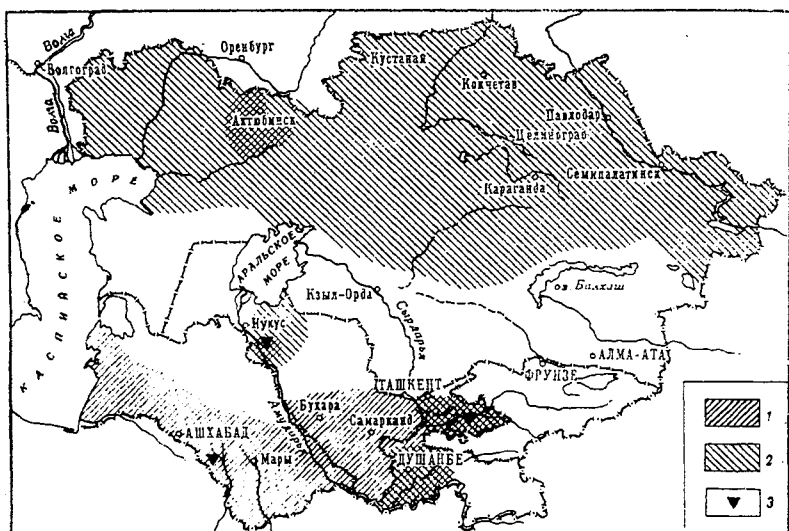 Волга
Оренбург
Кустанай
Волгоград
Кокчетав
Актюбинск
Павлодар
Целиноград
Волга
Семипалатинск
Караганда
КАСПИЙСКОЕ МОРЕ
АРАЛЬСКОЕ
МОРЕ
оз. Балхаш
Кзыл-Орда
Сырдарья
Нукус
АЛМА-АТА
ФРУНЗЕ
ТАШКЕНТ
Бухара
Самарканд
Амударья
АШХАБАД
Мары
ДУШАНБЕ
1
2
3